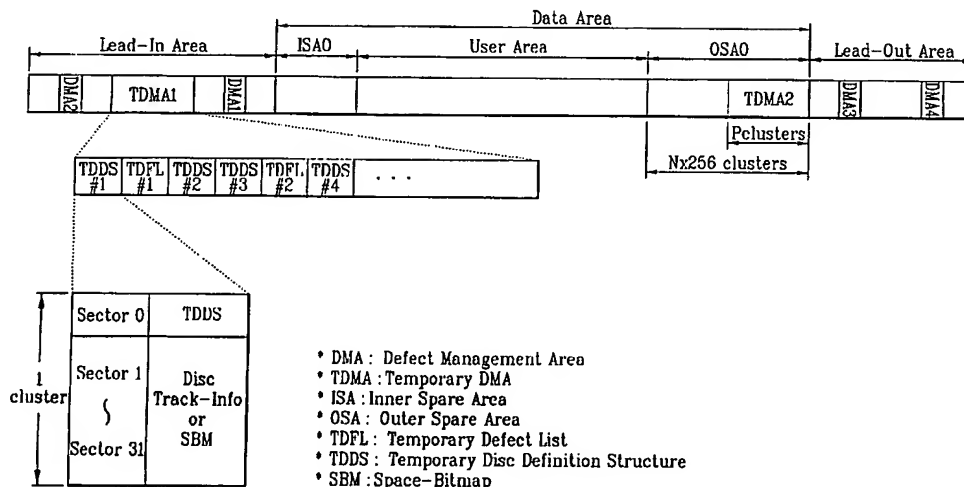 Data Area
Lead-In Area ISA0 User Area OSA0 Lead-Out Area
DMA2 TDMA1 DMA1 TDMA2 DMA3 DMA4
Pclusters
Nx256 clusters
TDDS #1 TDFL #1 TDDS #2 TDDS #3 TDFL #2 TDDS #4 · · ·
Sector 0 TDDS
1 cluster
Sector 1
∫
Sector 31
Disc
Track-Info
or
SBM
* DMA : Defect Management Area
* TDMA : Temporary DMA
* ISA : Inner Spare Area
* OSA : Outer Spare Area
* TDFL : Temporary Defect List
* TDDS : Temporary Disc Definition Structure
* SBM : Space-Bitmap